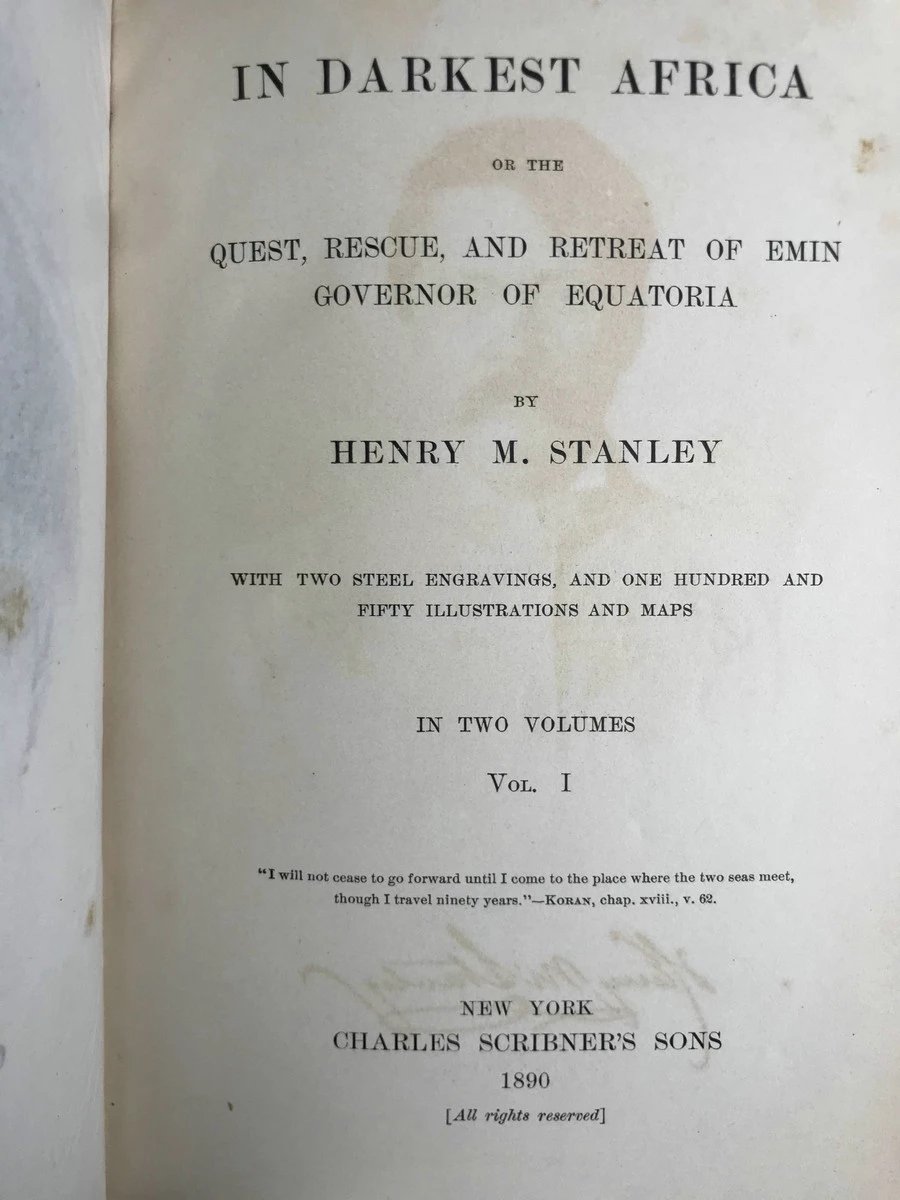 IN DARKEST AFRICA
OR THE
QUEST, RESCUE, AND RETREAT OF EMIN
GOVERNOR OF EQUATORIA
BY
HENRY M. STANLEY
WITH TWO STEEL ENGRAVINGS, AND ONE HUNDRED AND
FIFTY ILLUSTRATIONS AND MAPS
IN TWO VOLUMES
VOL. I
"I will not cease to go forward until I come to the place where the two seas meet,
though I travel ninety years."—KORAN, chap. xviii., v. 62.
Henry M. Stanley
NEW YORK
CHARLES SCRIBNER'S SONS
1890
[All rights reserved]